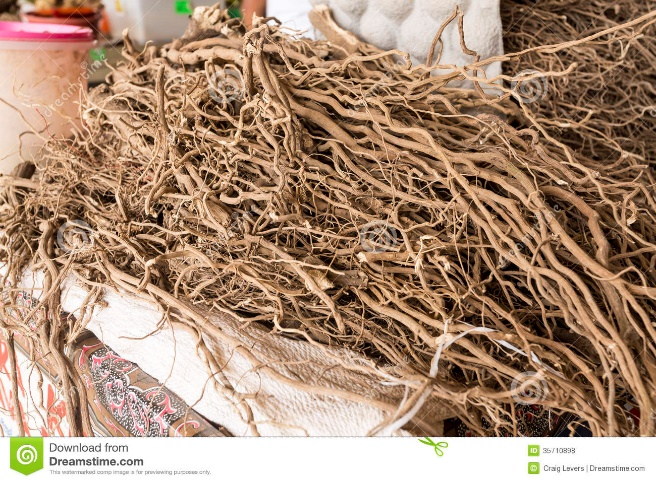 Download from
Dreamstime.com
This watermarked comp image is for previewing purposes only.
35710898
Craig Levers | Dreamstime.com